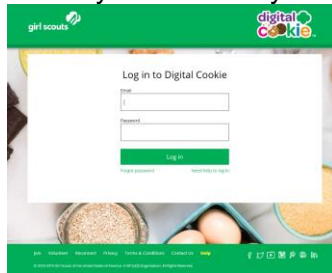 girl scouts
digital
cookie
Log in to Digital Cookie
Email
Password
Log in
Forgot password
Need help to log in
Join Volunteer Reconnect Privacy Terms & Conditions Contact Us Help